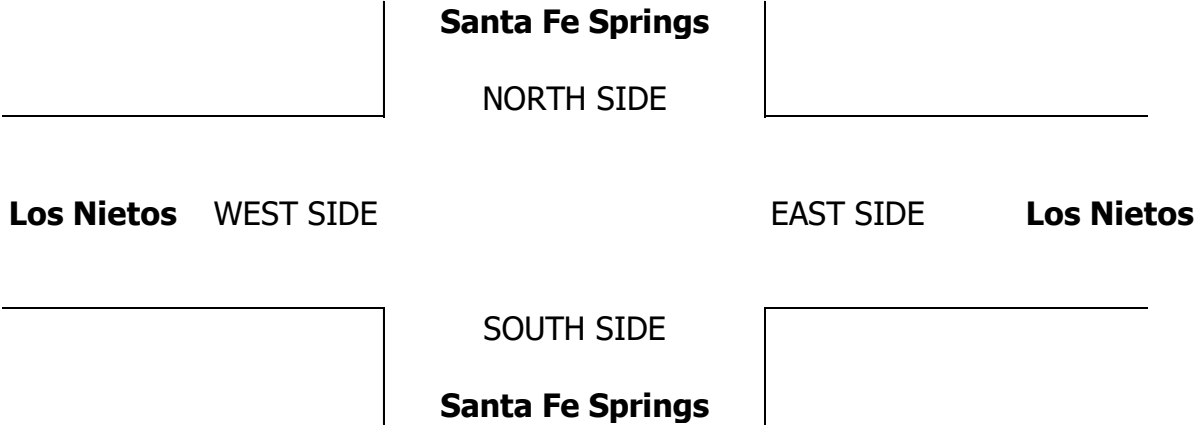 Santa Fe Springs
NORTH SIDE
Los Nietos WEST SIDE EAST SIDE Los Nietos
SOUTH SIDE
Santa Fe Springs